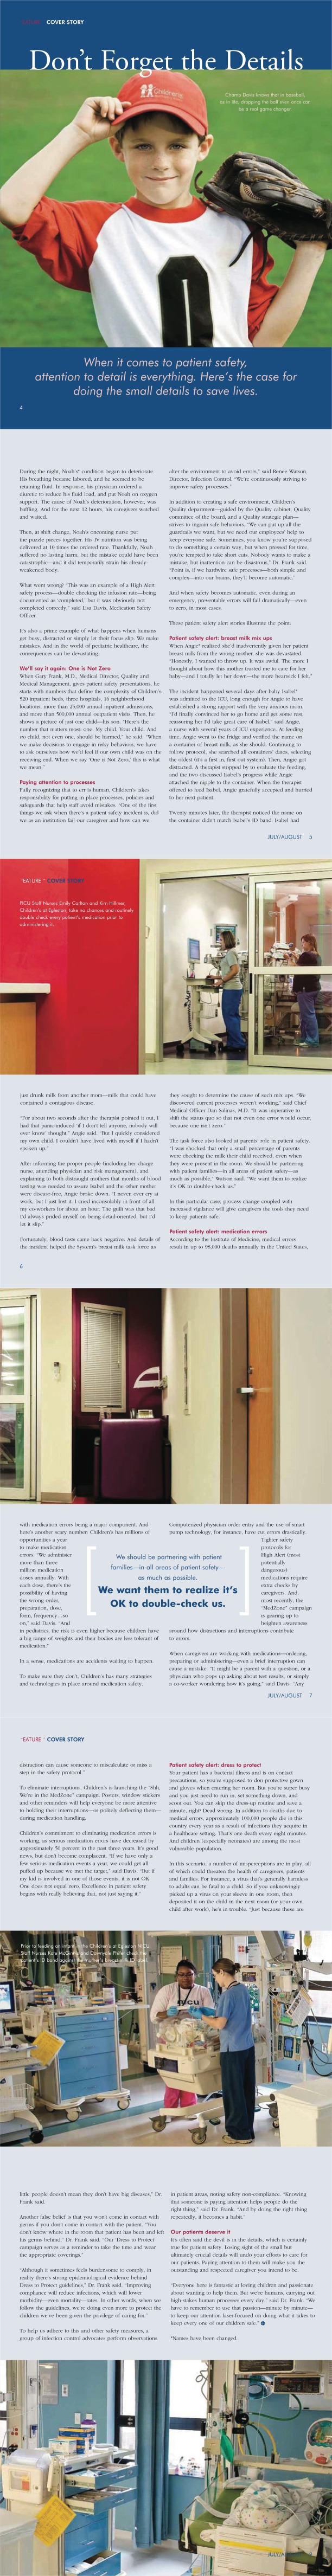 FEATURE COVER STORY
Don't Forget the Details
Children's
Champ Davis knows that in baseball,
as in life, dropping the ball even once can
be a real game changer.
When it comes to patient safety,
attention to detail is everything. Here's the case for
doing the small details to save lives.
4
During the night, Noah's* condition began to deteriorate.
His breathing became labored, and he seemed to be
retaining fluid. In response, his physician ordered a
diuretic to reduce his fluid load, and put Noah on oxygen
support. The cause of Noah's deterioration, however, was
baffling. And for the next 12 hours, his caregivers watched
and waited.
Then, at shift change, Noah's oncoming nurse put
the puzzle pieces together. His IV nutrition was being
delivered at 10 times the ordered rate. Thankfully, Noah
suffered no lasting harm, but the mistake could have been
catastrophic—and it did temporarily strain his already-
weakened body.
What went wrong? "This was an example of a High Alert
safety process—double checking the infusion rate—being
documented as 'completed,' but it was obviously not
completed correctly," said Lisa Davis, Medication Safety
Officer.
It's also a prime example of what happens when humans
get busy, distracted or simply let their focus slip. We make
mistakes. And in the world of pediatric healthcare, the
consequences can be devastating.
We'll say it again: One is Not Zero
When Gary Frank, M.D., Medical Director, Quality and
Medical Management, gives patient safety presentations, he
starts with numbers that define the complexity of Children's
520 inpatient beds, three hospitals, 16 neighborhood
locations, more than 25,000 annual inpatient admissions,
and more than 500,000 annual outpatient visits. Then, he
shows a picture of just one child—his son. "Here's the
number that matters most: one. My child. Your child. And
no child, not even one, should be harmed," he said. "When
we make decisions to engage in risky behaviors, we have
to ask ourselves how we'd feel if our own child was on the
receiving end. When we say 'One is Not Zero,' this is what
we mean."
Paying attention to processes
Fully recognizing that to err is human, Children's takes
responsibility for putting in place processes, policies and
safeguards that help staff avoid mistakes. "One of the first
things we ask when there's a patient safety incident is, did
we as an institution fail our caregiver and how can we
alter the environment to avoid errors," said Renee Watson,
Director, Infection Control. "We're continuously striving to
improve safety processes."
In addition to creating a safe environment, Children's
Quality department—guided by the Quality cabinet, Quality
committee of the board, and a Quality strategic plan—
strives to ingrain safe behaviors. "We can put up all the
guardrails we want, but we need our employees' help to
keep everyone safe. Sometimes, you know you're supposed
to do something a certain way, but when pressed for time,
you're tempted to take short cuts. Nobody wants to make a
mistake, but inattention can be disastrous," Dr. Frank said.
"Point is, if we hardwire safe processes—both simple and
complex—into our brains, they'll become automatic."
And when safety becomes automatic, even during an
emergency, preventable errors will fall dramatically—even
to zero, in most cases.
These patient safety alert stories illustrate the point:
Patient safety alert: breast milk mix ups
When Angie* realized she'd inadvertently given her patient
breast milk from the wrong mother, she was devastated.
"Honestly, I wanted to throw up. It was awful. The more I
thought about how this mother trusted me to care for her
baby—and I totally let her down—the more heartsick I felt."
The incident happened several days after baby Isabel*
was admitted to the ICU, long enough for Angie to have
established a strong rapport with the very anxious mom.
"I'd finally convinced her to go home and get some rest,
reassuring her I'd take great care of Isabel," said Angie,
a nurse with several years of ICU experience. At feeding
time, Angie went to the fridge and verified the name on
a container of breast milk, as she should. Continuing to
follow protocol, she searched all containers' dates, selecting
the oldest (it's a first in, first out system). Then, Angie got
distracted. A therapist stopped by to evaluate the feeding,
and the two discussed baby's progress while Angie
attached the nipple to the container. When the therapist
offered to feed Isabel, Angie gratefully accepted and hurried
to her next patient.
Twenty minutes later, the therapist noticed the name on
the container didn't match Isabel's ID band. Isabel had
JULY/AUGUST 5
FEATURE COVER STORY
PICU Staff Nurses Emily Carlton and Kim Hillmer,
Children's at Egleston, take no chances and routinely
double check every patient's medication prior to
administering it.
just drunk milk from another mom—milk that could have
contained a contagious disease.
"For about two seconds after the therapist pointed it out, I
had that panic-induced 'if I don't tell anyone, nobody will
ever know' thought," Angie said. "But I quickly considered
my own child. I couldn't have lived with myself if I hadn't
spoken up."
After informing the proper people (including her charge
nurse, attending physician and risk management), and
explaining to both distraught mothers that months of blood
testing was needed to assure Isabel and the other mother
were disease-free, Angie broke down. "I never, ever cry at
work, but I just lost it. I cried inconsolably in front of all
my co-workers for about an hour. The guilt was that bad.
I'd always prided myself on being detail-oriented, but I'd
let it slip."
Fortunately, blood tests came back negative. And details of
the incident helped the System's breast milk task force as
they sought to determine the cause of such mix ups. "We
discovered current processes weren't working," said Chief
Medical Officer Dan Salinas, M.D. "It was imperative to
shift the status quo so that not even one error would occur,
because one isn't zero."
The task force also looked at parents' role in patient safety.
"I was shocked that only a small percentage of parents
were checking the milk their child received, even when
they were present in the room. We should be partnering
with patient families—in all areas of patient safety—as
much as possible," Watson said. "We want them to realize
it's OK to double-check us."
In this particular case, process change coupled with
increased vigilance will give caregivers the tools they need
to keep patients safe.
Patient safety alert: medication errors
According to the Institute of Medicine, medical errors
result in up to 98,000 deaths annually in the United States,
6
with medication errors being a major component. And
here's another scary number: Children's has millions of
opportunities a year
to make medication
errors. "We administer
more than three
million medication
doses annually. With
each dose, there's the
possibility of having
the wrong order,
preparation, dose,
form, frequency…so
on," said Davis. "And
in pediatrics, the risk is even higher because children have
a big range of weights and their bodies are less tolerant of
medication."
In a sense, medications are accidents waiting to happen.
To make sure they don't, Children's has many strategies
and technologies in place around medication safety.
We should be partnering with patient
families—in all areas of patient safety—
as much as possible.
We want them to realize it's
OK to double-check us.
Computerized physician order entry and the use of smart
pump technology, for instance, have cut errors drastically.
Tighter safety
protocols for
High Alert (most
potentially
dangerous)
medications require
extra checks by
caregivers. And,
most recently, the
"MedZone" campaign
is gearing up to
heighten awareness
around how distractions and interruptions contribute
to errors.
When caregivers are working with medications—ordering,
preparing or administering—even a brief interruption can
cause a mistake. "It might be a parent with a question, or a
physician who pops up asking about test results, or simply
a co-worker wondering how it's going," said Davis. "Any
JULY/AUGUST 7
FEATURE COVER STORY
distraction can cause someone to miscalculate or miss a
step in the safety protocol."
To eliminate interruptions, Children's is launching the "Shh,
We're in the MedZone" campaign. Posters, window stickers
and other reminders will help everyone be more attentive
to holding their interruptions—or politely deflecting them—
during medication handling.
Children's commitment to eliminating medication errors is
working, as serious medication errors have decreased by
approximately 50 percent in the past three years. It's good
news, but don't become complacent. "If we have only a
few serious medication events a year, we could get all
puffed up because we met the target," said Davis. "But if
my kid is involved in one of those events, it is not OK.
One does not equal zero. Excellence in patient safety
begins with really believing that, not just saying it."
Patient safety alert: dress to protect
Your patient has a bacterial illness and is on contact
precautions, so you're supposed to don protective gown
and gloves when entering her room. But you're super busy
and you just need to run in, set something down, and
scoot out. You can skip the dress-up routine and save a
minute, right? Dead wrong. In addition to deaths due to
medical errors, approximately 100,000 people die in this
country every year as a result of infections they acquire in
a healthcare setting. That's one death every eight minutes.
And children (especially neonates) are among the most
vulnerable population.
In this scenario, a number of misperceptions are in play, all
of which could threaten the health of caregivers, patients
and families. For instance, a virus that's generally harmless
to adults can be fatal to a child. So if you unknowingly
picked up a virus on your sleeve in one room, then
deposited it on the child in the next room (or your own
child after work), he's in trouble. "Just because these are
Prior to feeding an infant in the Children's at Egleston NICU,
NICU
little people doesn't mean they don't have big diseases," Dr.
Frank said.
Another false belief is that you won't come in contact with
germs if you don't come in contact with the patient. "You
don't know where in the room that patient has been and left
his germs behind," Dr. Frank said. "Our 'Dress to Protect'
campaign serves as a reminder to take the time and wear
the appropriate coverings."
"Although it sometimes feels burdensome to comply, in
reality there's strong epidemiological evidence behind
Dress to Protect guidelines," Dr. Frank said. "Improving
compliance will reduce infections, which will lower
morbidity—even mortality—rates. In other words, when we
follow the guidelines, we're doing even more to protect the
children we've been given the privilege of caring for."
To help us adhere to this and other safety measures, a
group of infection control advocates perform observations
in patient areas, noting safety non-compliance. "Knowing
that someone is paying attention helps people do the
right thing," said Dr. Frank. "And by doing the right thing
repeatedly, it becomes a habit."
Our patients deserve it
It's often said the devil is in the details, which is certainly
true for patient safety. Losing sight of the small but
ultimately crucial details will undo your efforts to care for
our patients. Paying attention to them will make you the
outstanding and respected caregiver you intend to be.
"Everyone here is fantastic at loving children and passionate
about wanting to help them. But we're humans, carrying out
high-stakes human processes every day," said Dr. Frank. "We
have to remember to use that passion—minute by minute—
to keep our attention laser-focused on doing what it takes to
keep every one of our children safe."
*Names have been changed.